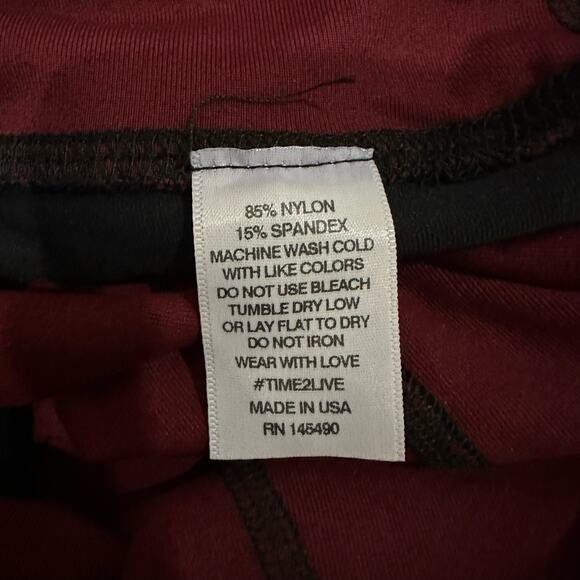 85% NYLON
15% SPANDEX
MACHINE WASH COLD
WITH LIKE COLORS
DO NOT USE BLEACH
TUMBLE DRY LOW
OR LAY FLAT TO DRY
DO NOT IRON
WEAR WITH LOVE
#TIME2LIVE
MADE IN USA
RN 145490